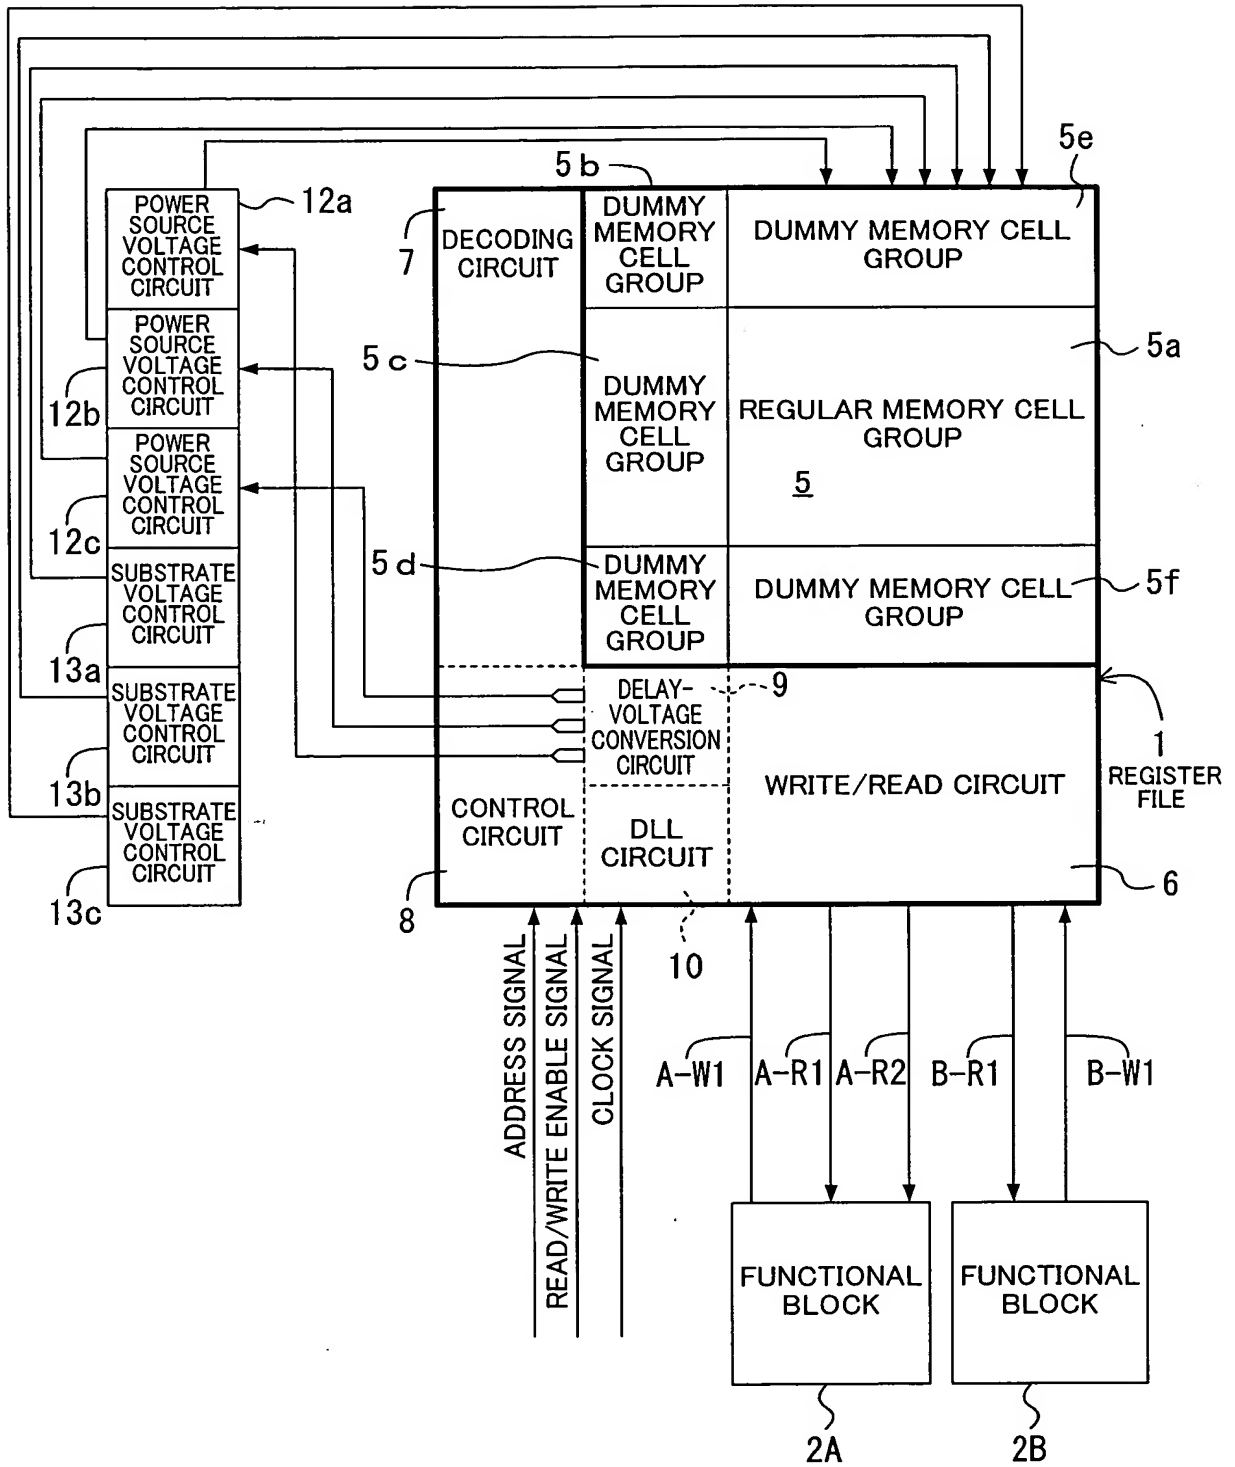 5e
5b
POWER
SOURCE
VOLTAGE
CONTROL
CIRCUIT
12a
7
DECODING
CIRCUIT
DUMMY
MEMORY
CELL
GROUP
DUMMY MEMORY CELL
GROUP
POWER
SOURCE
VOLTAGE
CONTROL
CIRCUIT
12b
5c
DUMMY
MEMORY
CELL
GROUP
REGULAR MEMORY CELL
GROUP
5
5a
POWER
SOURCE
VOLTAGE
CONTROL
CIRCUIT
12c
5d
DUMMY
MEMORY
CELL
GROUP
DUMMY MEMORY CELL
GROUP
5f
SUBSTRATE
VOLTAGE
CONTROL
CIRCUIT
13a
SUBSTRATE
VOLTAGE
CONTROL
CIRCUIT
13b
SUBSTRATE
VOLTAGE
CONTROL
CIRCUIT
13c
DELAY-
VOLTAGE
CONVERSION
CIRCUIT
9
CONTROL
CIRCUIT
8
DLL
CIRCUIT
10
WRITE/READ CIRCUIT
6
1
REGISTER
FILE
ADDRESS SIGNAL
READ/WRITE ENABLE SIGNAL
CLOCK SIGNAL
A-W1
A-R1
A-R2
B-R1
B-W1
FUNCTIONAL
BLOCK
FUNCTIONAL
BLOCK
2A
2B